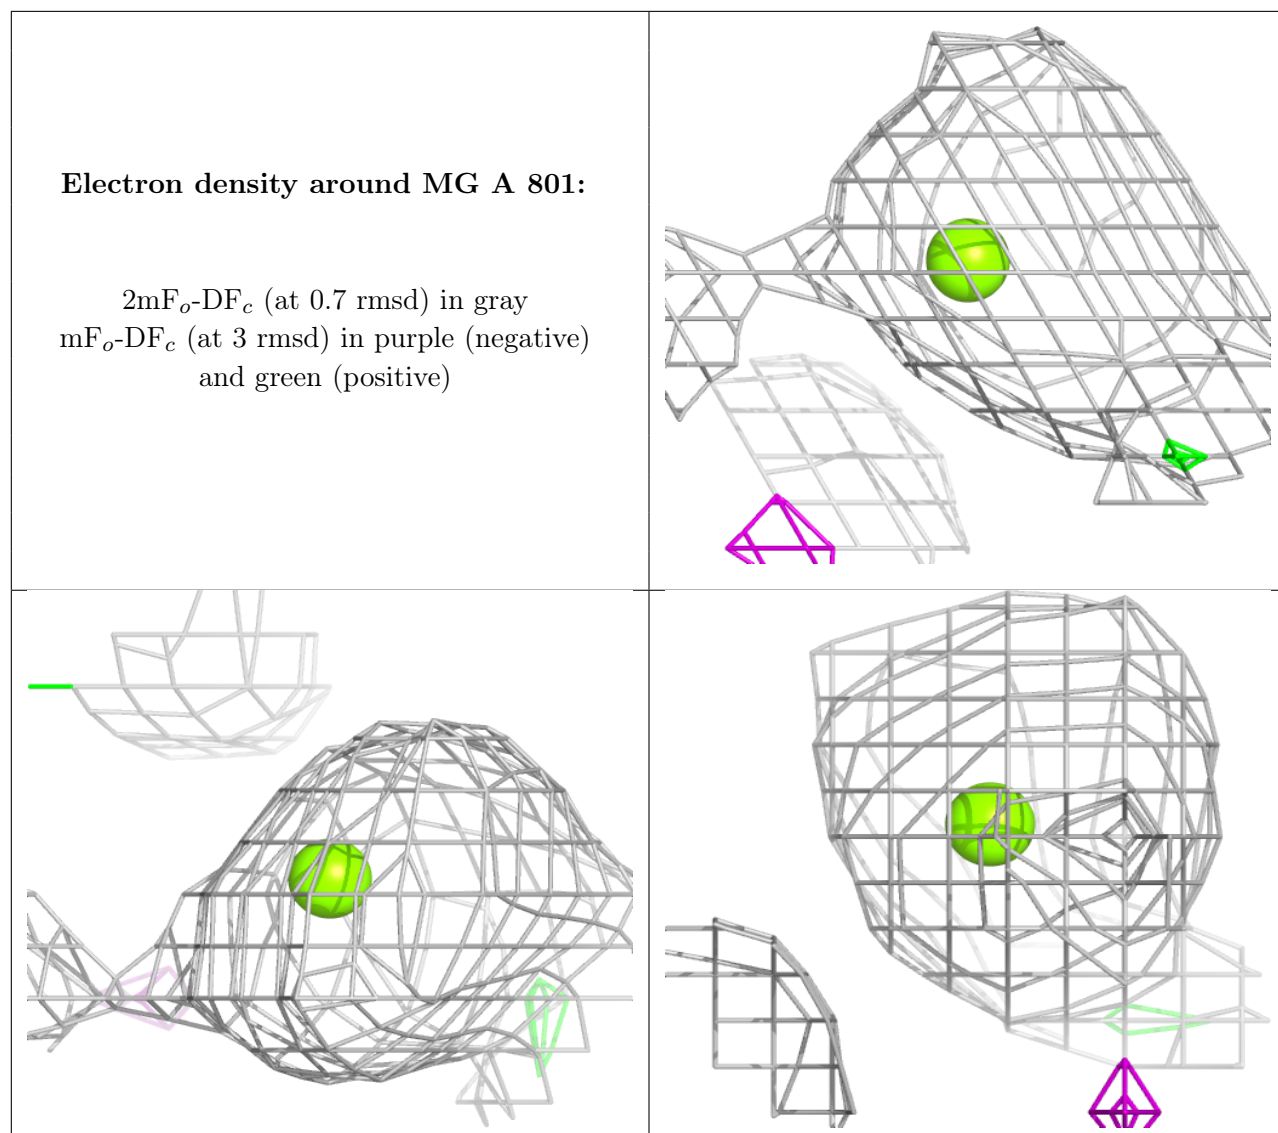 Electron density around MG A 801:
2mFₒ-DF𝒸 (at 0.7 rmsd) in gray
mFₒ-DF𝒸 (at 3 rmsd) in purple (negative)
and green (positive)